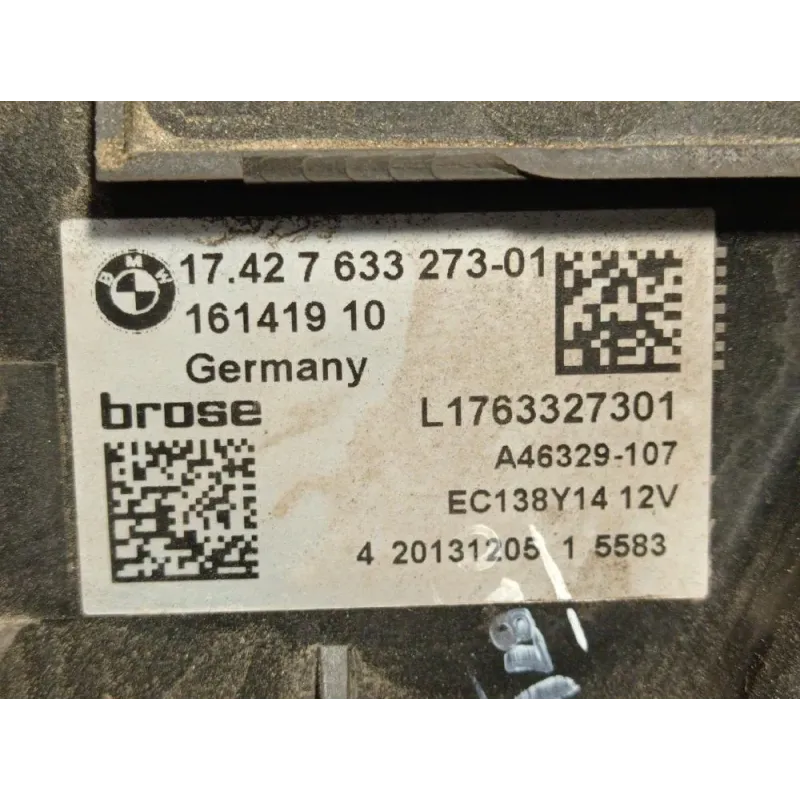 BMW
17.42 7 633 273-01
161419 10
Germany
brose
L1763327301
A46329-107
EC138Y14 12V
4 20131205 1 5583